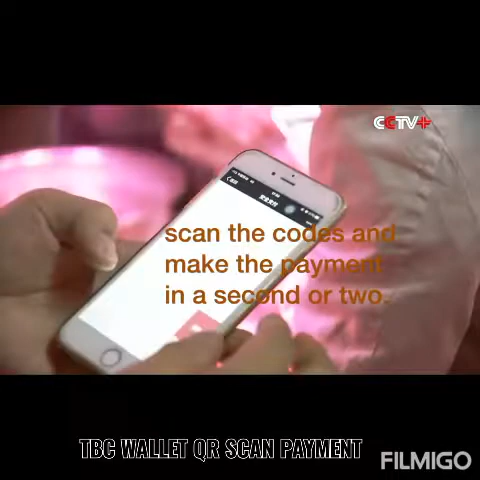 CCTV+
scan the codes and
make the payment
in a second or two.
TBC WALLET QR SCAN PAYMENT
FILMIGO